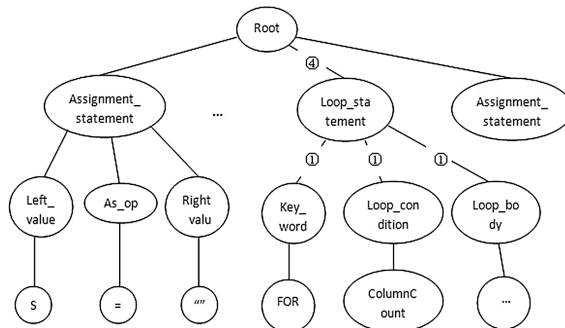 Root
④
Assignment_
statement
...
Loop_sta
tement
Assignment_
statement
① ① ①
Left_
value
As_op
Right
valu
Key_
word
Loop_con
dition
Loop_bo
dy
S
=
“”
FOR
ColumnC
ount
...